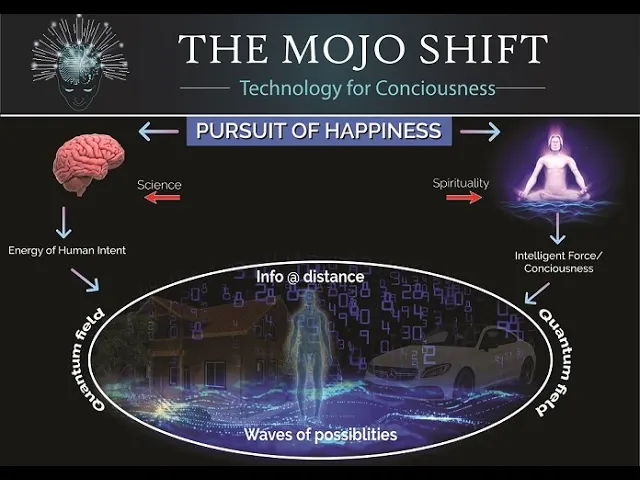 THE MOJO SHIFT
Technology for Conciousness
PURSUIT OF HAPPINESS
Science
Spirituality
Energy of Human Intent
Intelligent Force/
Conciousness
Info @ distance
Quantum field
Quantum field
Waves of possiblities